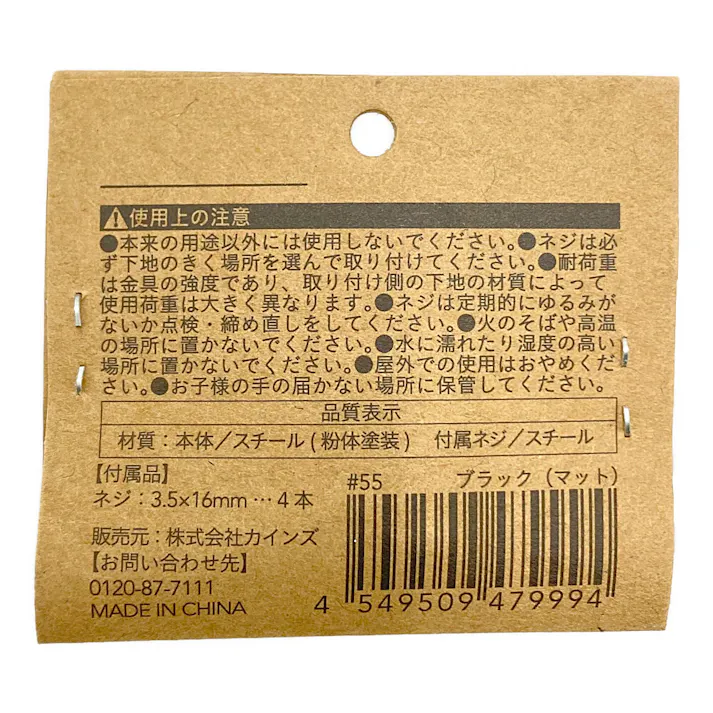 ⚠使用上の注意
●本来の用途以外には使用しないでください。●ネジは必
ず下地のきく場所を選んで取り付けてください。●耐荷重
は金具の強度であり、取り付け側の下地の材質によって
使用荷重は大きく異なります。●ネジは定期的にゆるみが
ないか点検・締め直しをしてください。●火のそばや高温
の場所に置かないでください。●水に濡れたり湿度の高い
場所に置かないでください。●屋外での使用はおやめくだ
さい。●お子様の手の届かない場所に保管してください。
品質表示
材質：本体／スチール(粉体塗装) 付属ネジ／スチール
【付属品】
ネジ：3.5×16mm…4本
販売元：株式会社カインズ
【お問い合わせ先】
0120-87-7111
MADE IN CHINA
#55 ブラック（マット）
4 549509 479994